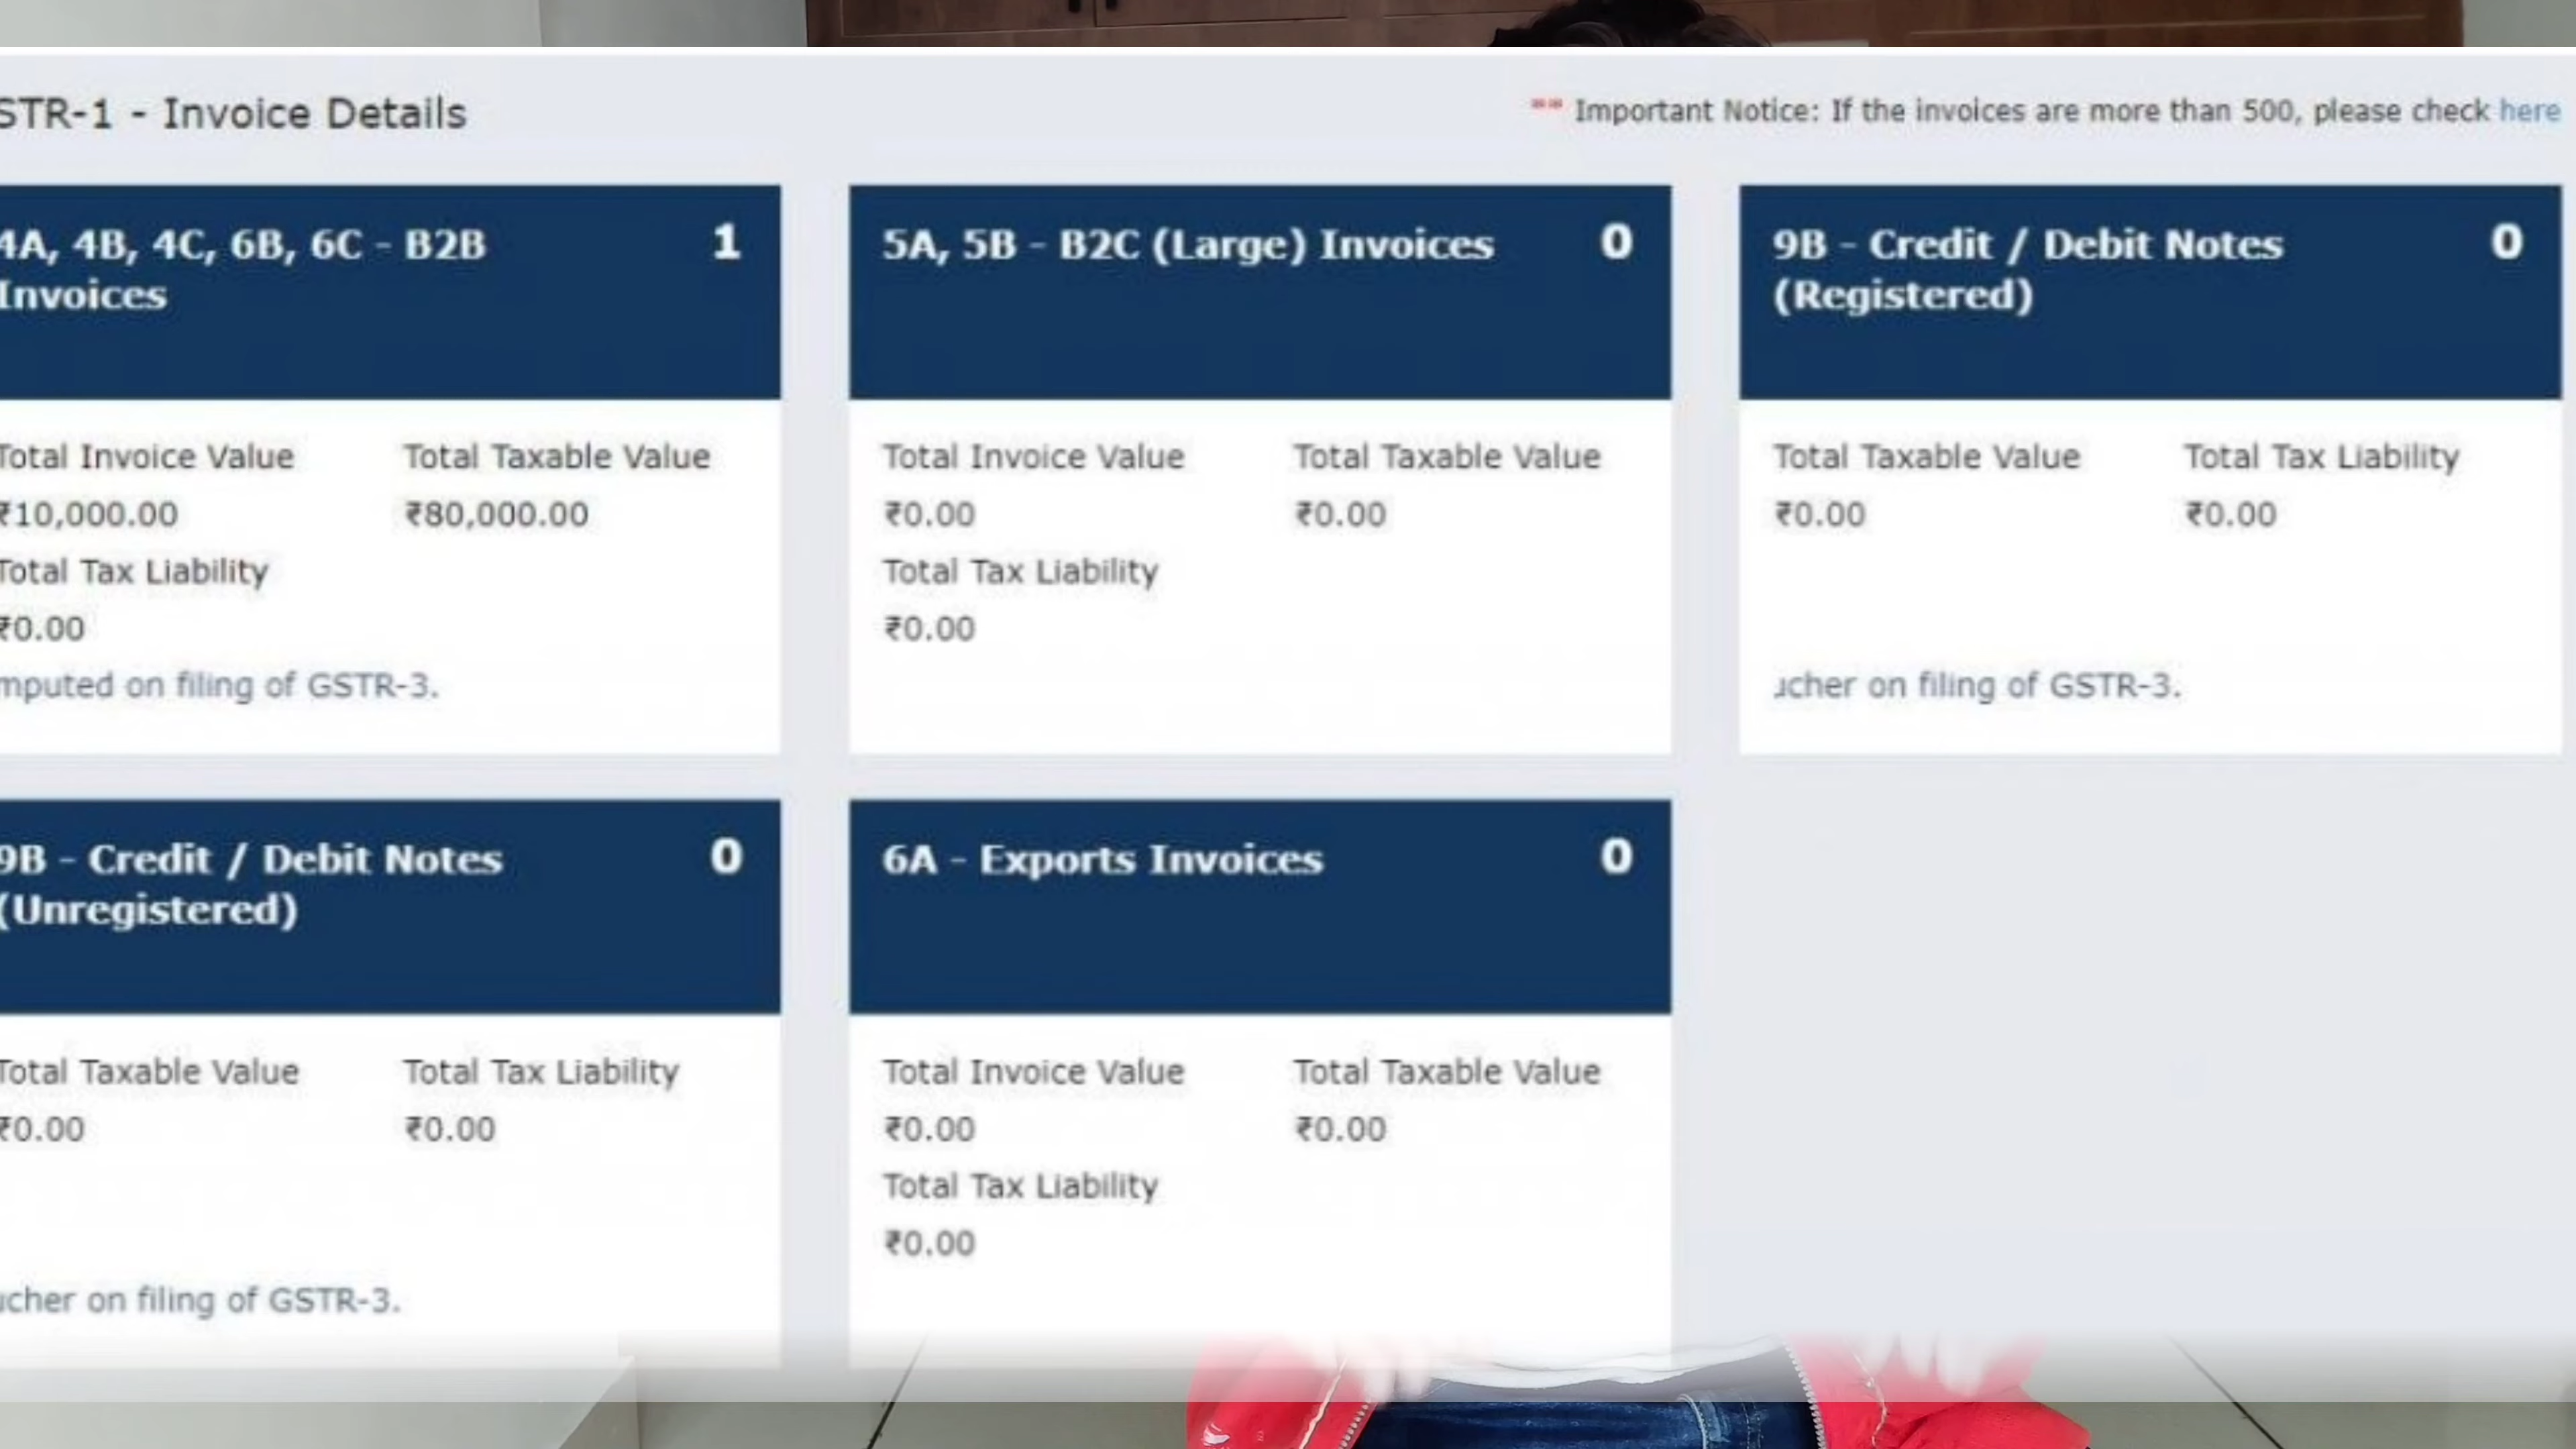 STR-1 - Invoice Details
** Important Notice: If the invoices are more than 500, please check here
4A, 4B, 4C, 6B, 6C - B2B
Invoices
1
Total Invoice Value
Total Taxable Value
₹10,000.00
₹80,000.00
Total Tax Liability
₹0.00
mputed on filing of GSTR-3.
5A, 5B - B2C (Large) Invoices
0
Total Invoice Value
Total Taxable Value
₹0.00
₹0.00
Total Tax Liability
₹0.00
9B - Credit / Debit Notes
(Registered)
0
Total Taxable Value
Total Tax Liability
₹0.00
₹0.00
ucher on filing of GSTR-3.
9B - Credit / Debit Notes
(Unregistered)
0
Total Taxable Value
Total Tax Liability
₹0.00
₹0.00
ucher on filing of GSTR-3.
6A - Exports Invoices
0
Total Invoice Value
Total Taxable Value
₹0.00
₹0.00
Total Tax Liability
₹0.00